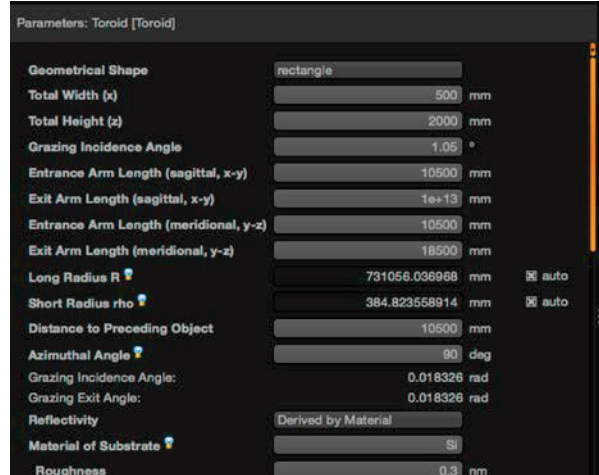 Parameters: Toroid [Toroid]
Geometrical Shape rectangle
Total Width (x) 500 mm
Total Height (z) 2000 mm
Grazing Incidence Angle 1.05 °
Entrance Arm Length (sagittal, x-y) 10500 mm
Exit Arm Length (sagittal, x-y) 1e+13 mm
Entrance Arm Length (meridional, y-z) 10500 mm
Exit Arm Length (meridional, y-z) 18500 mm
Long Radius R 731056.036968 mm auto
Short Radius rho 384.823558914 mm auto
Distance to Preceding Object 10500 mm
Azimuthal Angle 90 deg
Grazing Incidence Angle: 0.018326 rad
Grazing Exit Angle: 0.018326 rad
Reflectivity Derived by Material
Material of Substrate Si
Roughness 0.3 nm